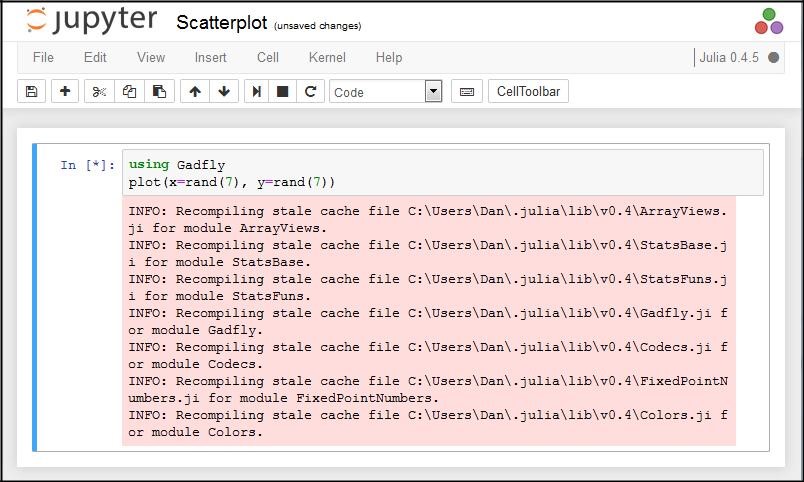 jupyter Scatterplot (unsaved changes)
File Edit View Insert Cell Kernel Help Julia 0.4.5
Code CellToolbar
In [*]: using Gadfly
plot(x=rand(7), y=rand(7))
INFO: Recompiling stale cache file C:\Users\Dan\.julia\lib\v0.4\ArrayViews.
ji for module ArrayViews.
INFO: Recompiling stale cache file C:\Users\Dan\.julia\lib\v0.4\StatsBase.j
i for module StatsBase.
INFO: Recompiling stale cache file C:\Users\Dan\.julia\lib\v0.4\StatsFuns.j
i for module StatsFuns.
INFO: Recompiling stale cache file C:\Users\Dan\.julia\lib\v0.4\Gadfly.ji f
or module Gadfly.
INFO: Recompiling stale cache file C:\Users\Dan\.julia\lib\v0.4\Codecs.ji f
or module Codecs.
INFO: Recompiling stale cache file C:\Users\Dan\.julia\lib\v0.4\FixedPointN
umbers.ji for module FixedPointNumbers.
INFO: Recompiling stale cache file C:\Users\Dan\.julia\lib\v0.4\Colors.ji f
or module Colors.